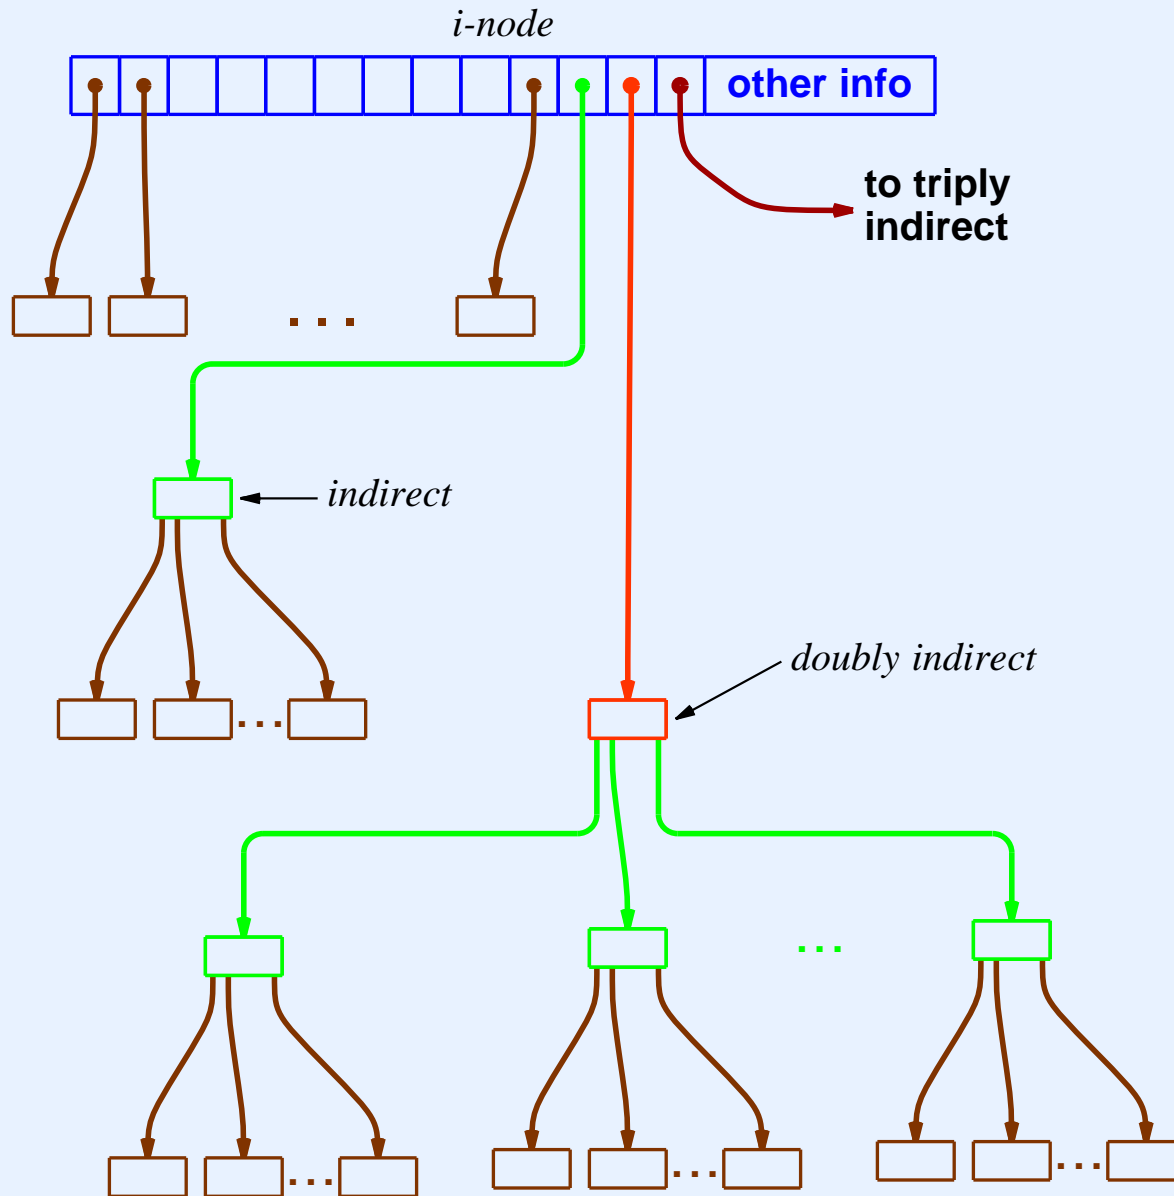 i-node
other info
to triply
indirect
indirect
doubly indirect